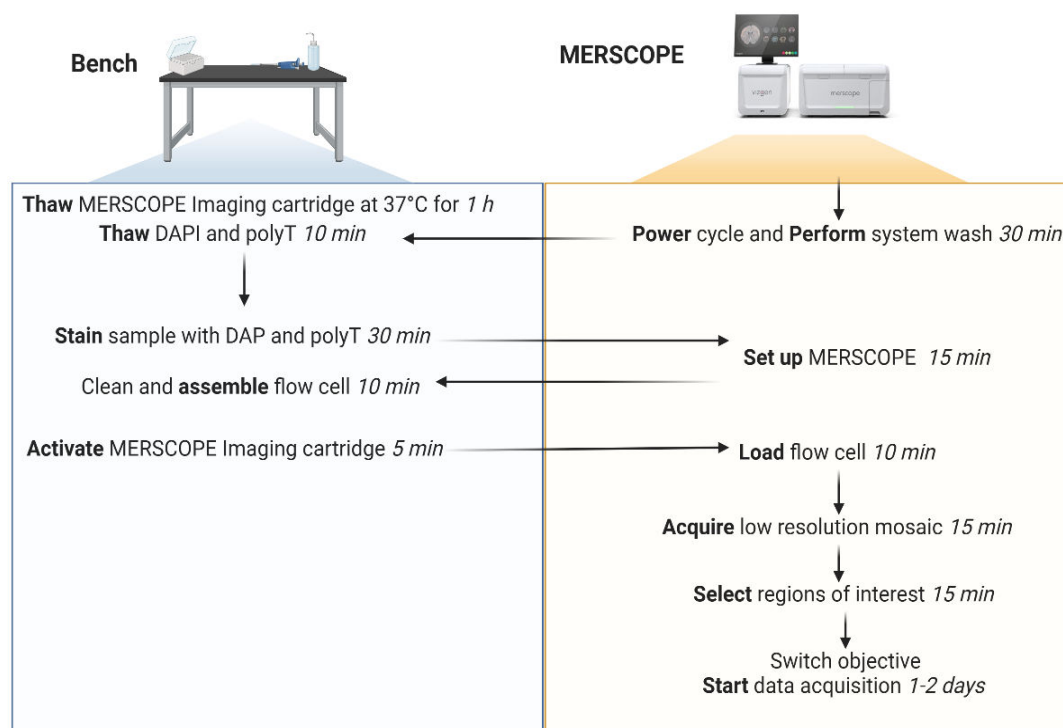 Bench
MERSCOPE
vizgen
merscope
Thaw MERSCOPE Imaging cartridge at 37°C for 1 h
Thaw DAPI and polyT 10 min
Power cycle and Perform system wash 30 min
Stain sample with DAP and polyT 30 min
Set up MERSCOPE 15 min
Clean and assemble flow cell 10 min
Activate MERSCOPE Imaging cartridge 5 min
Load flow cell 10 min
Acquire low resolution mosaic 15 min
Select regions of interest 15 min
Switch objective
Start data acquisition 1-2 days